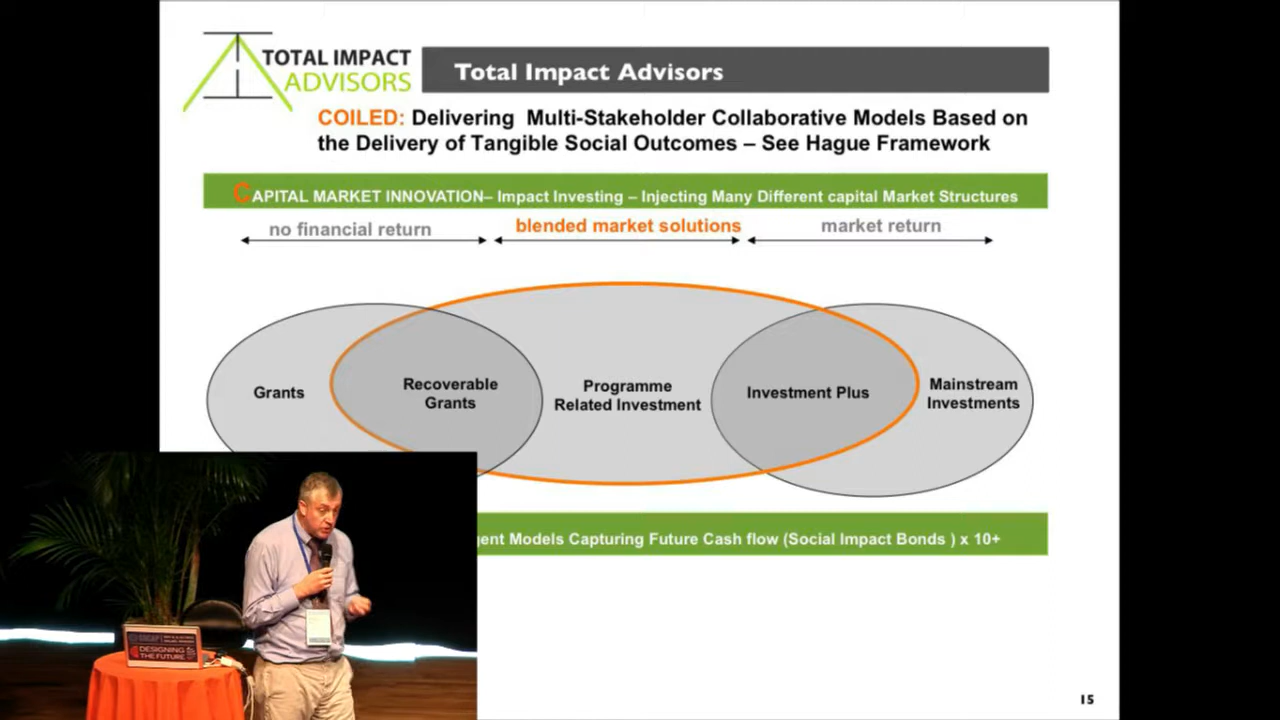 TOTAL IMPACT
ADVISORS
Total Impact Advisors
COILED: Delivering Multi-Stakeholder Collaborative Models Based on
the Delivery of Tangible Social Outcomes – See Hague Framework
CAPITAL MARKET INNOVATION– Impact Investing – Injecting Many Different capital Market Structures
no financial return
blended market solutions
market return
Grants
Recoverable
Grants
Programme
Related Investment
Investment Plus
Mainstream
Investments
Models Capturing Future Cash flow (Social Impact Bonds ) x 10+
DESIGNING
THE FUTURE
15